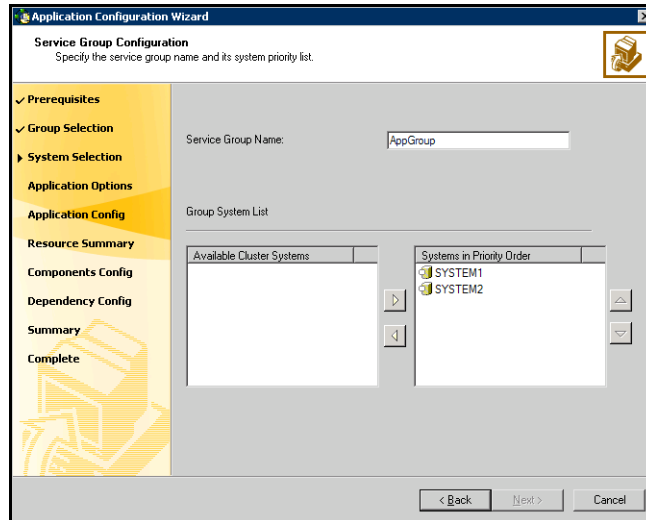 Application Configuration Wizard
Service Group Configuration
Specify the service group name and its system priority list.
Prerequisites
Group Selection
System Selection
Application Options
Application Config
Resource Summary
Components Config
Dependency Config
Summary
Complete
Service Group Name:
AppGroup
Group System List
Available Cluster Systems
Systems in Priority Order
SYSTEM1
SYSTEM2
< Back
Next >
Cancel